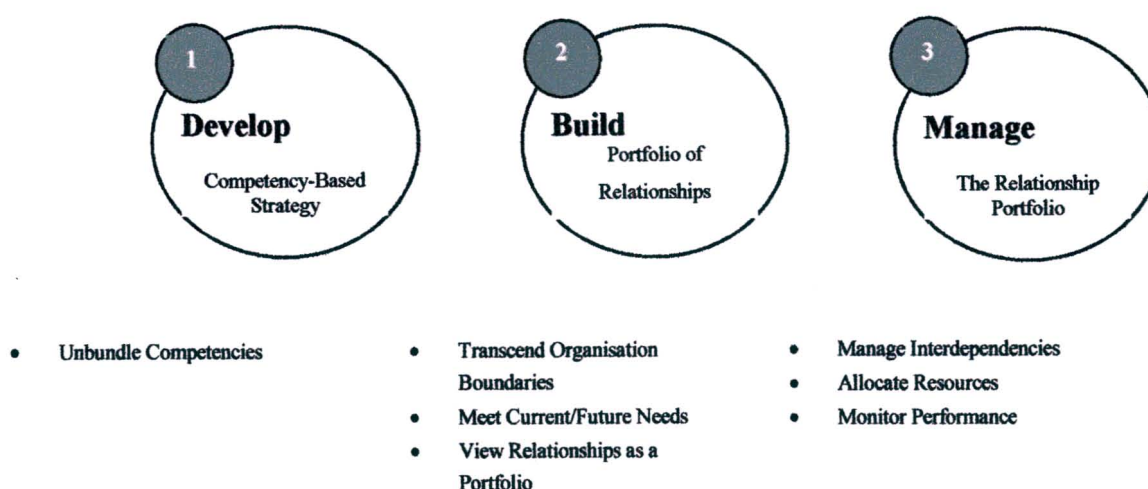 1
Develop
Competency-Based
Strategy
2
Build
Portfolio of
Relationships
3
Manage
The Relationship
Portfolio
• Unbundle Competencies
• Transcend Organisation
Boundaries
• Meet Current/Future Needs
• View Relationships as a
Portfolio
• Manage Interdependencies
• Allocate Resources
• Monitor Performance